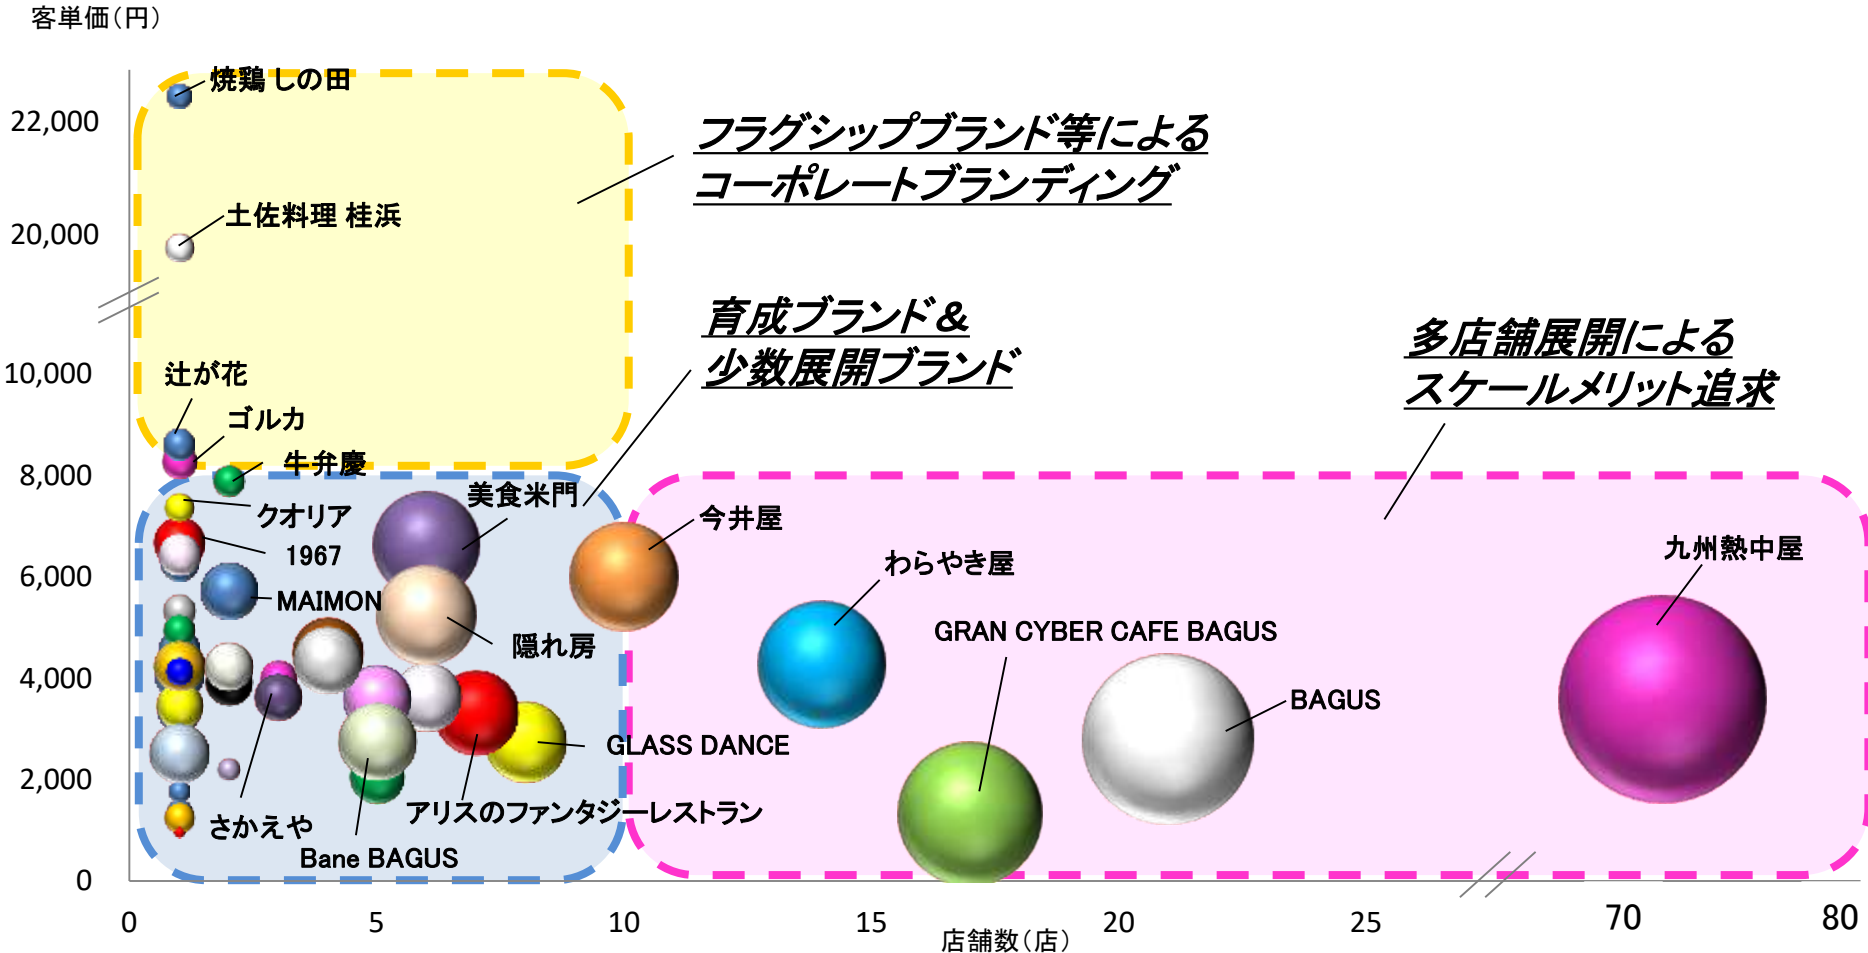 客単価(円)
焼鶏 しの田
22,000
フラグシップブランド等による
コーポレートブランディング
土佐料理 桂浜
20,000
育成ブランド&
少数展開ブランド
多店舗展開による
スケールメリット追求
10,000
辻が花
ゴルカ
牛弁慶
8,000
美食米門
クオリア
今井屋
1967
九州熱中屋
わらやき屋
6,000
MAIMON
GRAN CYBER CAFE BAGUS
隠れ房
4,000
BAGUS
GLASS DANCE
2,000
アリスのファンタジーレストラン
さかえや
Bane BAGUS
0
0
5
10
15
20
25
70
80
店舗数(店)